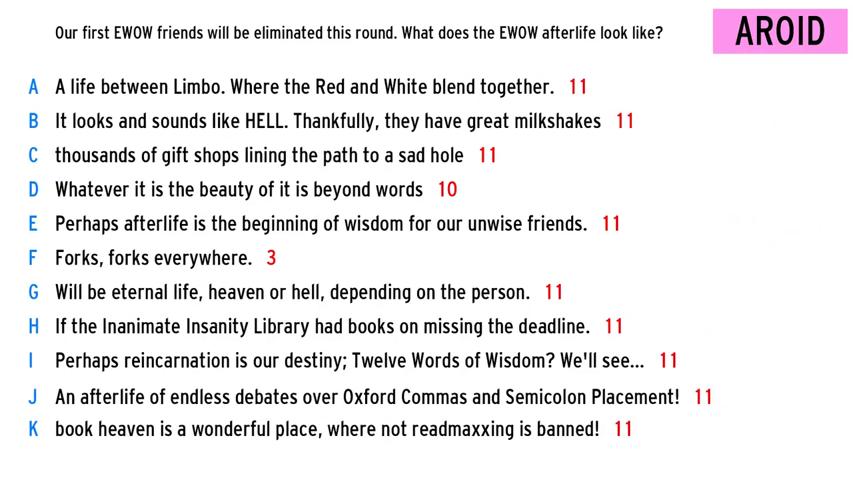 Our first EWOW friends will be eliminated this round. What does the EWOW afterlife look like?
AROID
A A life between Limbo. Where the Red and White blend together. 11
B It looks and sounds like HELL. Thankfully, they have great milkshakes 11
C thousands of gift shops lining the path to a sad hole 11
D Whatever it is the beauty of it is beyond words 10
E Perhaps afterlife is the beginning of wisdom for our unwise friends. 11
F Forks, forks everywhere. 3
G Will be eternal life, heaven or hell, depending on the person. 11
H If the Inanimate Insanity Library had books on missing the deadline. 11
I Perhaps reincarnation is our destiny; Twelve Words of Wisdom? We'll see... 11
J An afterlife of endless debates over Oxford Commas and Semicolon Placement! 11
K book heaven is a wonderful place, where not readmaxxing is banned! 11